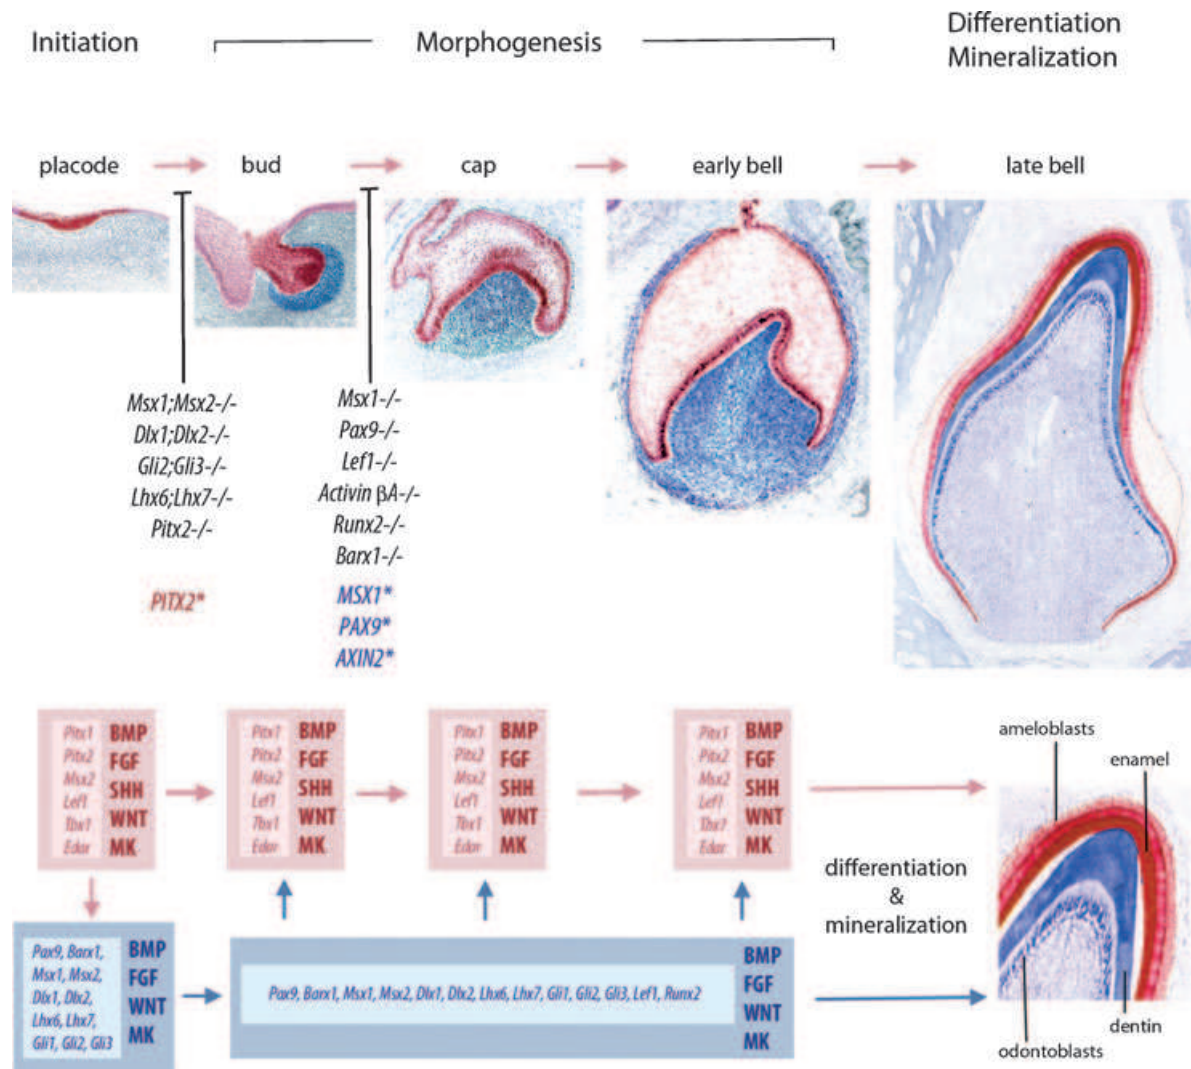 Initiation
Morphogenesis
Differentiation
Mineralization
placode
bud
cap
early bell
late bell
Msx1;Msx2-/-
Dlx1;Dlx2-/-
Gli2;Gli3-/-
Lhx6;Lhx7-/-
Pitx2-/-
PITX2*
Msx1-/-
Pax9-/-
Lef1-/-
Activin βA-/-
Runx2-/-
Barx1-/-
MSX1*
PAX9*
AXIN2*
Pitx1
Pitx2
Msx2
Lef1
Tbx1
Edar
BMP
FGF
SHH
WNT
MK
Pitx1
Pitx2
Msx2
Lef1
Tbx1
Edar
BMP
FGF
SHH
WNT
MK
Pitx1
Pitx2
Msx2
Lef1
Tbx1
Edar
BMP
FGF
SHH
WNT
MK
Pitx1
Pitx2
Msx2
Lef1
Tbx1
Edar
BMP
FGF
SHH
WNT
MK
Pax9, Barx1,
Msx1, Msx2,
Dlx1, Dlx2,
Lhx6, Lhx7,
Gli1, Gli2, Gli3
BMP
FGF
WNT
MK
Pax9, Barx1, Msx1, Msx2, Dlx1, Dlx2, Lhx6, Lhx7, Gli1, Gli2, Gli3, Lef1, Runx2
BMP
FGF
WNT
MK
differentiation
&
mineralization
ameloblasts
enamel
dentin
odontoblasts